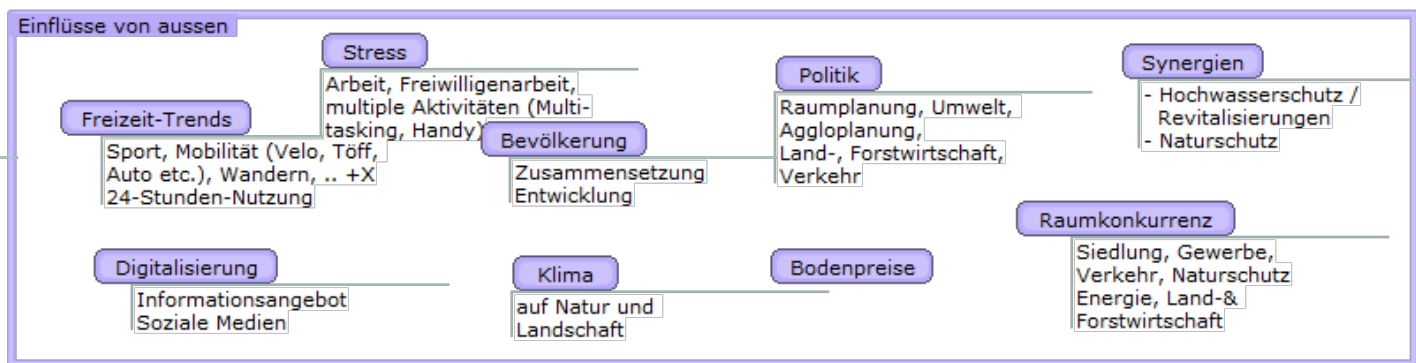 Einflüsse von aussen
Stress
Arbeit, Freiwilligenarbeit,
multiple Aktivitäten (Multi-
tasking, Handy)
Freizeit-Trends
Sport, Mobilität (Velo, Töff,
Auto etc.), Wandern, .. +X
24-Stunden-Nutzung
Bevölkerung
Zusammensetzung
Entwicklung
Politik
Raumplanung, Umwelt,
Aggloplanung,
Land-, Forstwirtschaft,
Verkehr
Synergien
- Hochwasserschutz /
Revitalisierungen
- Naturschutz
Digitalisierung
Informationsangebot
Soziale Medien
Klima
auf Natur und
Landschaft
Bodenpreise
Raumkonkurrenz
Siedlung, Gewerbe,
Verkehr, Naturschutz
Energie, Land-&
Forstwirtschaft